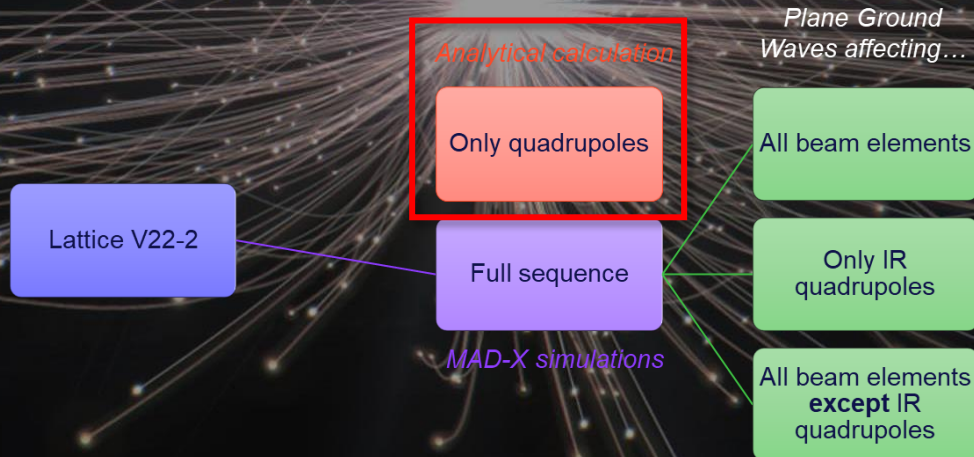 Plane Ground
Waves affecting…
Analytical calculation
Only quadrupoles
All beam elements
Lattice V22-2
Full sequence
Only IR
quadrupoles
MAD-X simulations
All beam elements
except IR
quadrupoles